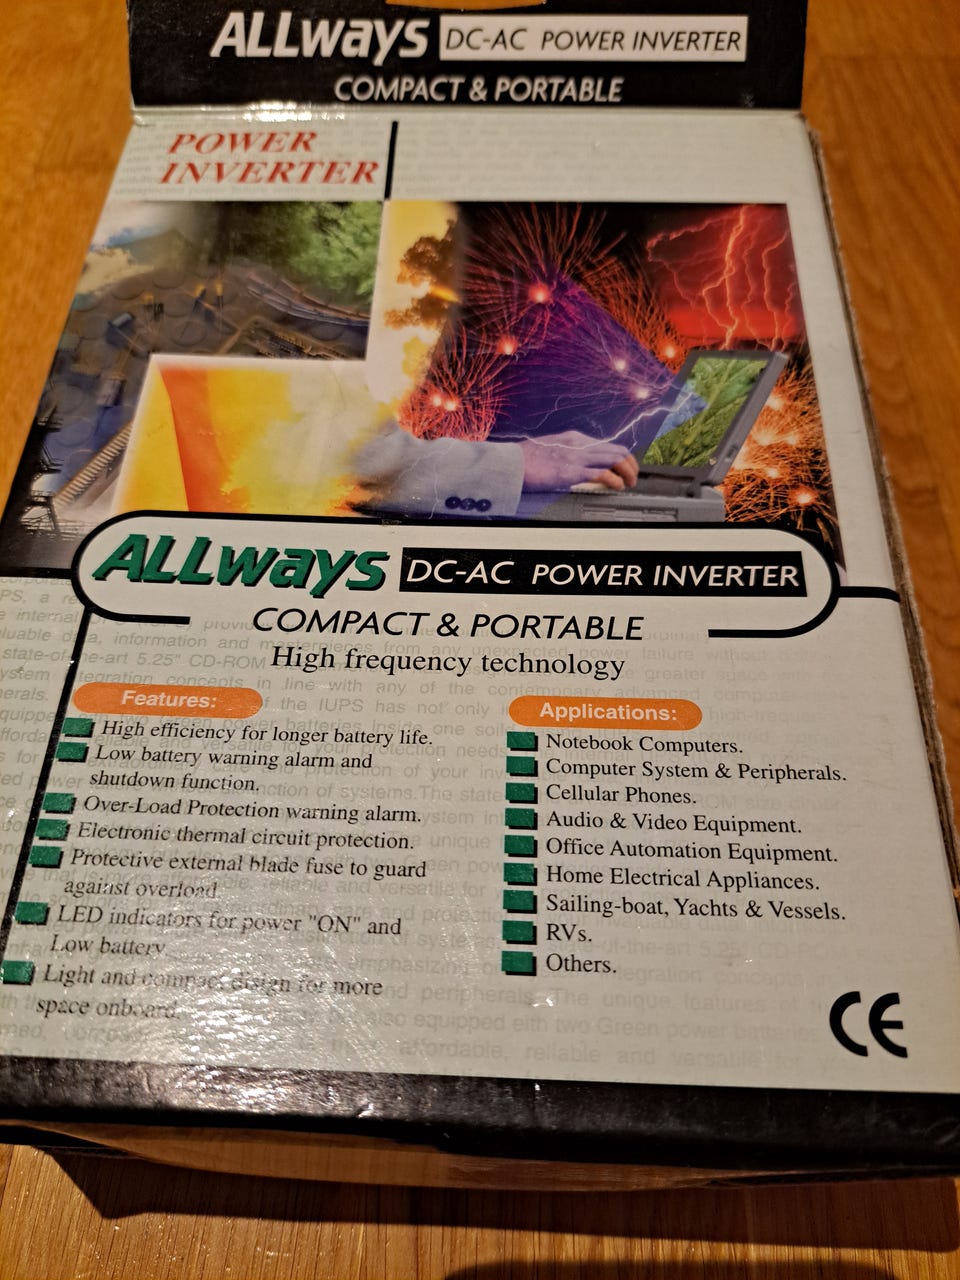 ALLways DC-AC POWER INVERTER
COMPACT & PORTABLE
POWER
INVERTER
ALLways DC-AC POWER INVERTER
COMPACT & PORTABLE
High frequency technology
Features:
High efficiency for longer battery life.
Low battery warning alarm and
shutdown function.
Over-Load Protection warning alarm.
Electronic thermal circuit protection.
Protective external blade fuse to guard
against overload.
LED indicators for power "ON" and
Low battery.
Light and compact disign for more
space onboard.
Applications:
Notebook Computers.
Computer System & Peripherals.
Cellular Phones.
Audio & Video Equipment.
Office Automation Equipment.
Home Electrical Appliances.
Sailing-boat, Yachts & Vessels.
RVs.
Others.
CE